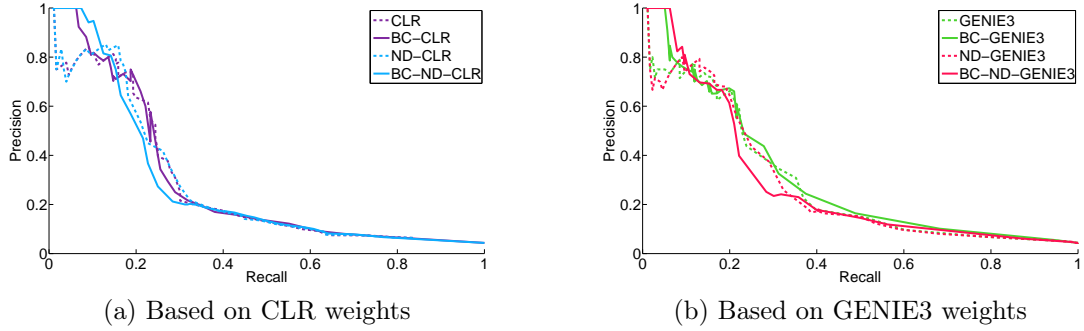 1
0.8
0.6
0.4
0.2
0
Precision
0
0.2
0.4
0.6
0.8
1
Recall
CLR
BC−CLR
ND−CLR
BC−ND−CLR
(a) Based on CLR weights
1
0.8
0.6
0.4
0.2
0
Precision
0
0.2
0.4
0.6
0.8
1
Recall
GENIE3
BC−GENIE3
ND−GENIE3
BC−ND−GENIE3
(b) Based on GENIE3 weights